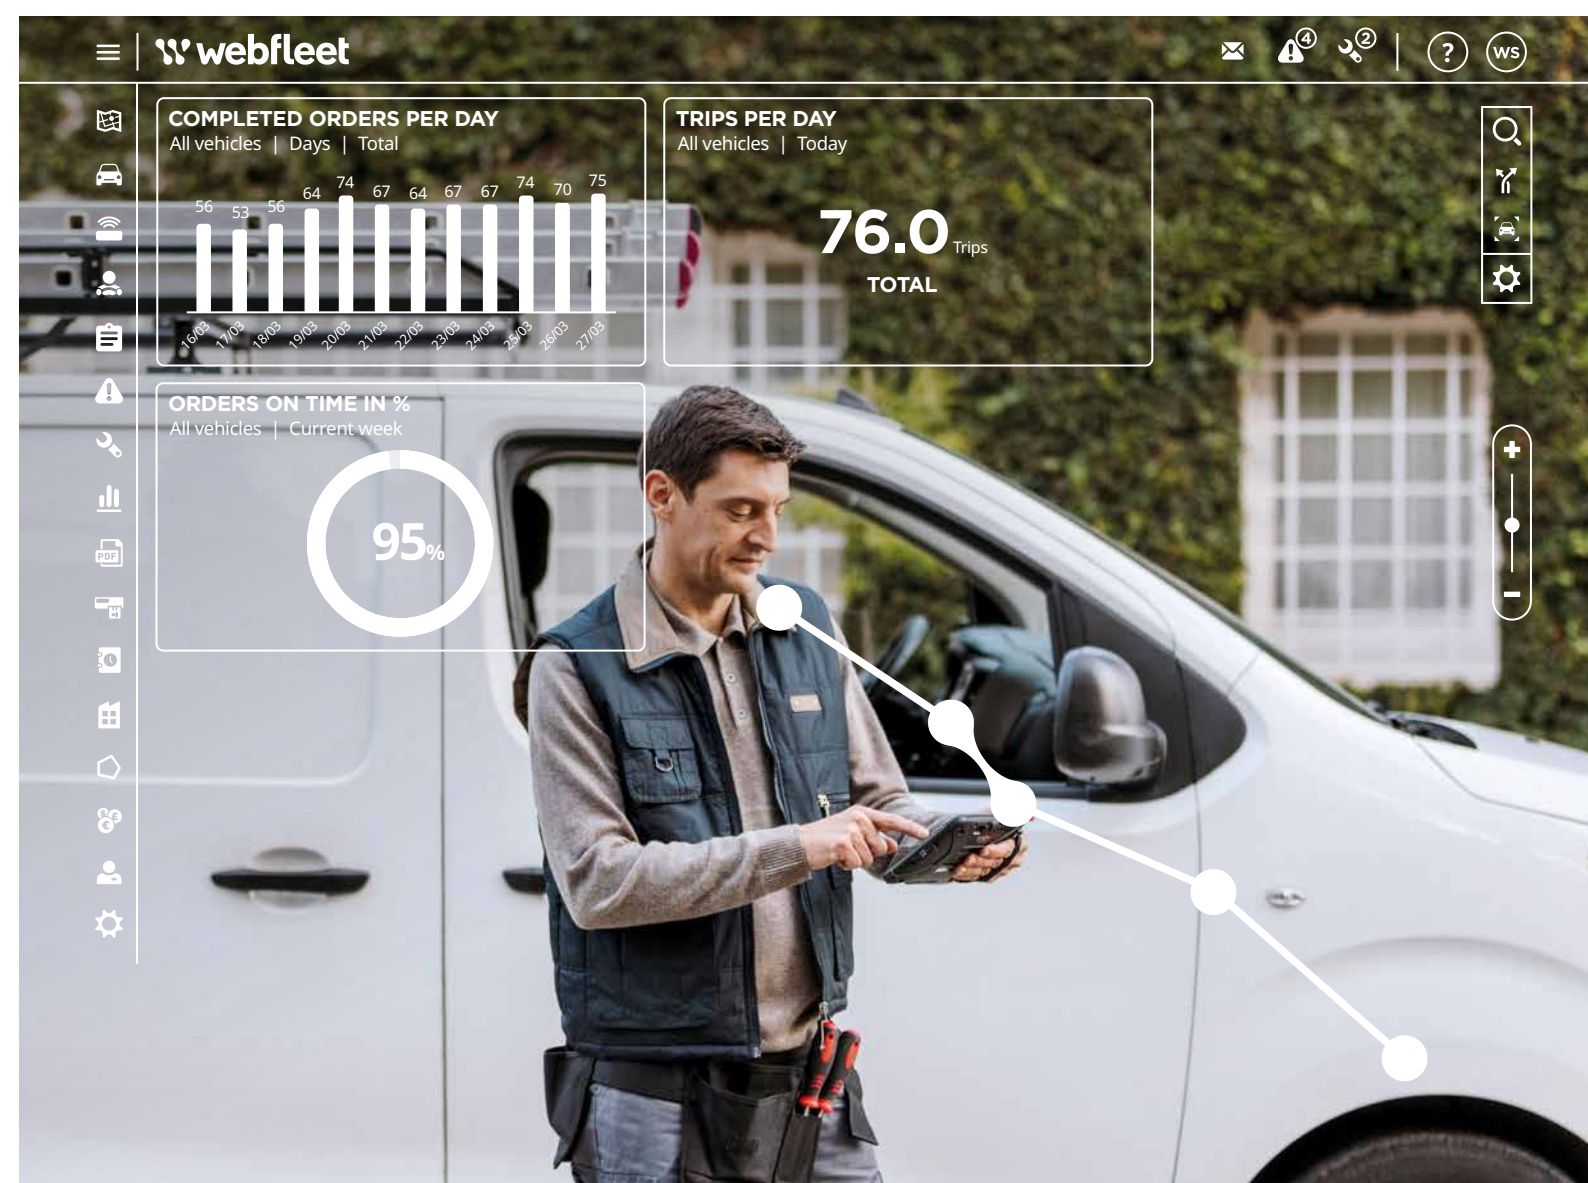 webfleet
4
2
?
WS
COMPLETED ORDERS PER DAY
All vehicles | Days | Total
56 53 56 64 74 67 64 67 67 74 70 75
16/03 17/03 18/03 19/03 20/03 21/03 22/03 23/03 24/03 25/03 26/03 27/03
TRIPS PER DAY
All vehicles | Today
76.0 Trips
TOTAL
ORDERS ON TIME IN %
All vehicles | Current week
95%
PDF